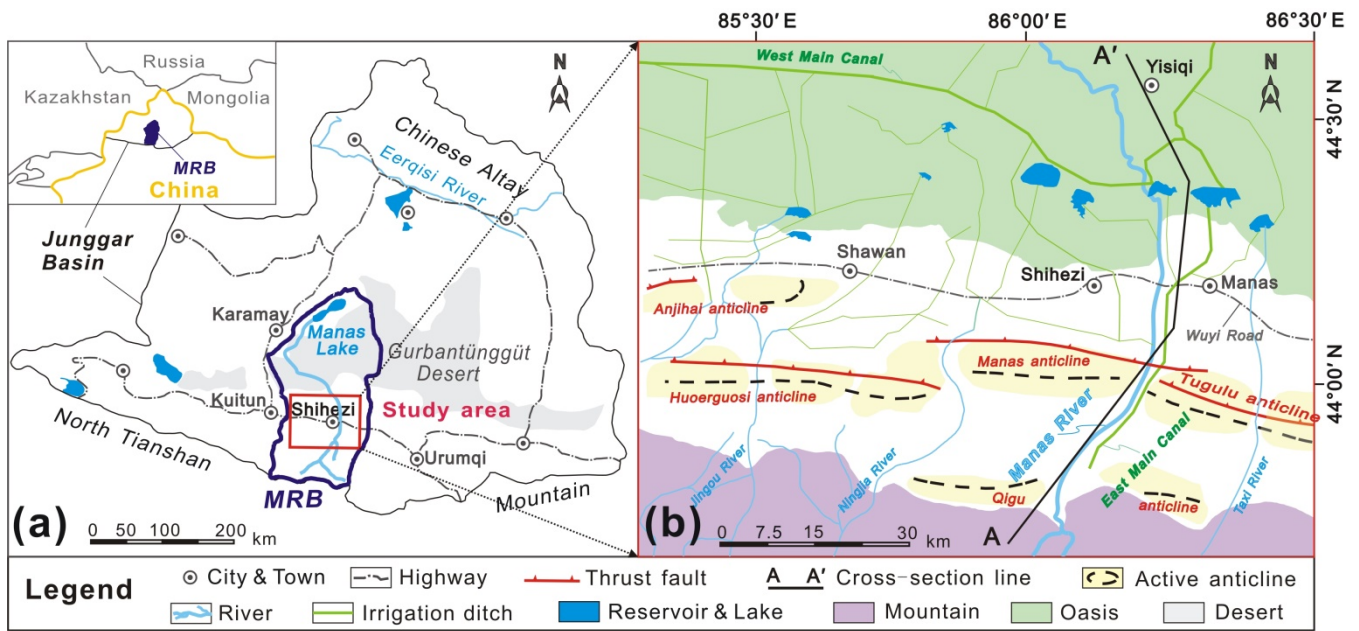 85°30′ E
86°00′ E
86°30′ E
Russia
Kazakhstan
Mongolia
MRB
China
N
Chinese Altay
Eerqisi River
Junggar
Basin
Karamay
Manas
Lake
Gurbantünggüt
Desert
Kuitun
Shihezi
Study area
North Tianshan
Urumqi
MRB
Mountain
(a)
0 50 100 200
km
West Main Canal
A′
Yisiqi
N
44°30′ N
Shawan
Shihezi
Manas
Anjihai anticline
Wuyi Road
Manas anticline
Huoerguosi anticline
Tugulu anticline
44°00′ N
Manas River
East Main Canal
Jingou River
Ningjia River
Taxi River
Qigu
anticline
A
(b)
0 7.5 15 30
km
Legend
City & Town
Highway
Thrust fault
A A′
Cross-section line
Active anticline
River
Irrigation ditch
Reservoir & Lake
Mountain
Oasis
Desert